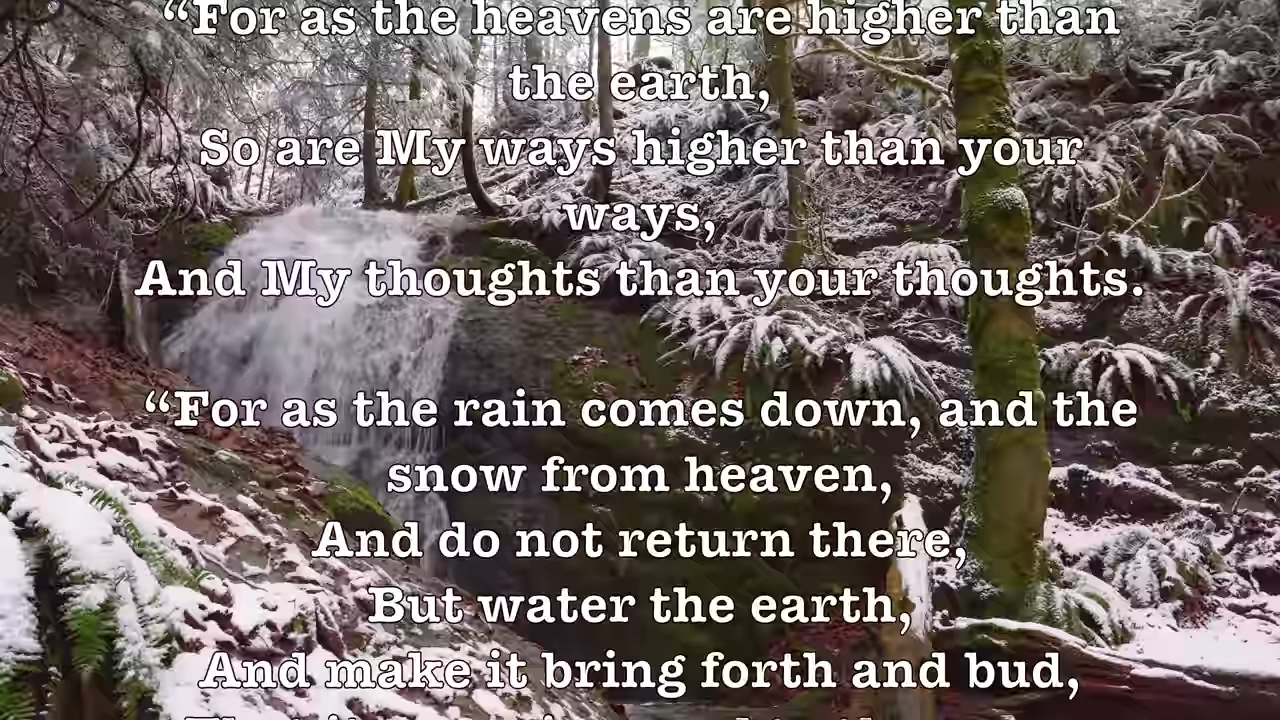 “For as the heavens are higher than
the earth,
So are My ways higher than your
ways,
And My thoughts than your thoughts.
“For as the rain comes down, and the
snow from heaven,
And do not return there,
But water the earth,
And make it bring forth and bud,